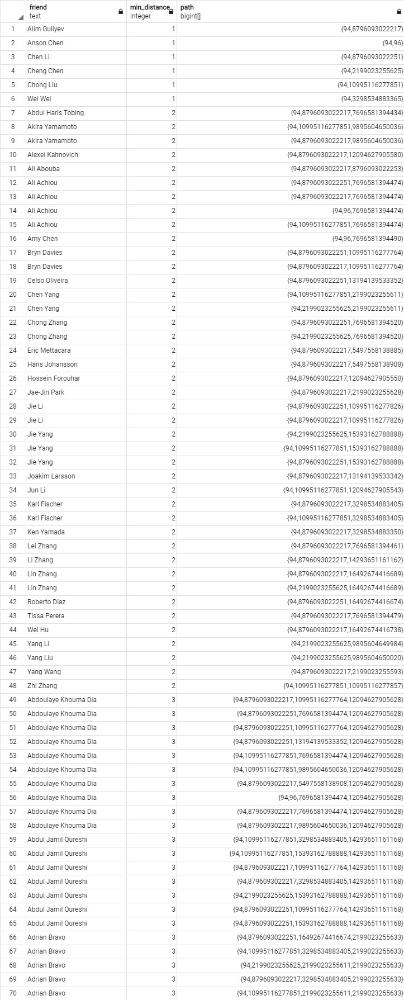 friend min_distance... path
text integer bigint[]
1 Alim Guliyev 1 {94,8796093022217}
2 Anson Chen 1 {94,96}
3 Chen Li 1 {94,8796093022251}
4 Cheng Chen 1 {94,2199023255625}
5 Chong Liu 1 {94,10995116277851}
6 Wei Wei 1 {94,3298534883365}
7 Abdul Haris Tobing 2 {94,8796093022217,7696581394434}
8 Akira Yamamoto 2 {94,10995116277851,9895604650036}
9 Akira Yamamoto 2 {94,8796093022217,9895604650036}
10 Alexei Kahnovich 2 {94,8796093022217,12094627905580}
11 Ali Abouba 2 {94,8796093022217,8796093022253}
12 Ali Achiou 2 {94,8796093022251,7696581394474}
13 Ali Achiou 2 {94,8796093022217,7696581394474}
14 Ali Achiou 2 {94,96,7696581394474}
15 Ali Achiou 2 {94,10995116277851,7696581394474}
16 Amy Chen 2 {94,96,7696581394490}
17 Bryn Davies 2 {94,8796093022251,10995116277764}
18 Bryn Davies 2 {94,8796093022217,10995116277764}
19 Celso Oliveira 2 {94,8796093022251,13194139533352}
20 Chen Yang 2 {94,10995116277851,2199023255611}
21 Chen Yang 2 {94,2199023255625,2199023255611}
22 Chong Zhang 2 {94,8796093022251,7696581394520}
23 Chong Zhang 2 {94,2199023255625,7696581394520}
24 Eric Mettacara 2 {94,8796093022217,5497558138885}
25 Hans Johansson 2 {94,8796093022217,5497558138908}
26 Hossein Forouhar 2 {94,8796093022217,12094627905550}
27 Jae-Jin Park 2 {94,8796093022217,2199023255628}
28 Jie Li 2 {94,8796093022251,10995116277826}
29 Jie Li 2 {94,8796093022217,10995116277826}
30 Jie Yang 2 {94,2199023255625,15393162788888}
31 Jie Yang 2 {94,10995116277851,15393162788888}
32 Jie Yang 2 {94,8796093022251,15393162788888}
33 Joakim Larsson 2 {94,8796093022217,13194139533342}
34 Jun Li 2 {94,10995116277851,12094627905543}
35 Karl Fischer 2 {94,8796093022217,3298534883405}
36 Karl Fischer 2 {94,10995116277851,3298534883405}
37 Ken Yamada 2 {94,8796093022217,3298534883350}
38 Lei Zhang 2 {94,8796093022217,7696581394461}
39 Li Zhang 2 {94,8796093022217,14293651161162}
40 Lin Zhang 2 {94,8796093022217,16492674416689}
41 Lin Zhang 2 {94,2199023255625,16492674416689}
42 Roberto Diaz 2 {94,8796093022251,16492674416674}
43 Tissa Perera 2 {94,8796093022217,7696581394479}
44 Wei Hu 2 {94,8796093022217,16492674416738}
45 Yang Li 2 {94,2199023255625,9895604649984}
46 Yang Liu 2 {94,2199023255625,9895604650020}
47 Yang Wang 2 {94,8796093022217,2199023255593}
48 Zhi Zhang 2 {94,10995116277851,10995116277857}
49 Abdoulaye Khouma Dia 3 {94,8796093022217,10995116277764,12094627905628}
50 Abdoulaye Khouma Dia 3 {94,8796093022251,7696581394474,12094627905628}
51 Abdoulaye Khouma Dia 3 {94,8796093022251,10995116277764,12094627905628}
52 Abdoulaye Khouma Dia 3 {94,8796093022251,13194139533352,12094627905628}
53 Abdoulaye Khouma Dia 3 {94,10995116277851,7696581394474,12094627905628}
54 Abdoulaye Khouma Dia 3 {94,10995116277851,9895604650036,12094627905628}
55 Abdoulaye Khouma Dia 3 {94,8796093022217,5497558138908,12094627905628}
56 Abdoulaye Khouma Dia 3 {94,96,7696581394474,12094627905628}
57 Abdoulaye Khouma Dia 3 {94,8796093022217,7696581394474,12094627905628}
58 Abdoulaye Khouma Dia 3 {94,8796093022217,9895604650036,12094627905628}
59 Abdul Jamil Qureshi 3 {94,10995116277851,3298534883405,14293651161168}
60 Abdul Jamil Qureshi 3 {94,10995116277851,15393162788888,14293651161168}
61 Abdul Jamil Qureshi 3 {94,8796093022217,10995116277764,14293651161168}
62 Abdul Jamil Qureshi 3 {94,8796093022217,3298534883405,14293651161168}
63 Abdul Jamil Qureshi 3 {94,2199023255625,15393162788888,14293651161168}
64 Abdul Jamil Qureshi 3 {94,8796093022251,10995116277764,14293651161168}
65 Abdul Jamil Qureshi 3 {94,8796093022251,15393162788888,14293651161168}
66 Adrian Bravo 3 {94,8796093022251,16492674416674,2199023255633}
67 Adrian Bravo 3 {94,10995116277851,3298534883405,2199023255633}
68 Adrian Bravo 3 {94,2199023255625,2199023255611,2199023255633}
69 Adrian Bravo 3 {94,8796093022217,3298534883405,2199023255633}
70 Adrian Bravo 3 {94,10995116277851,2199023255611,2199023255633}